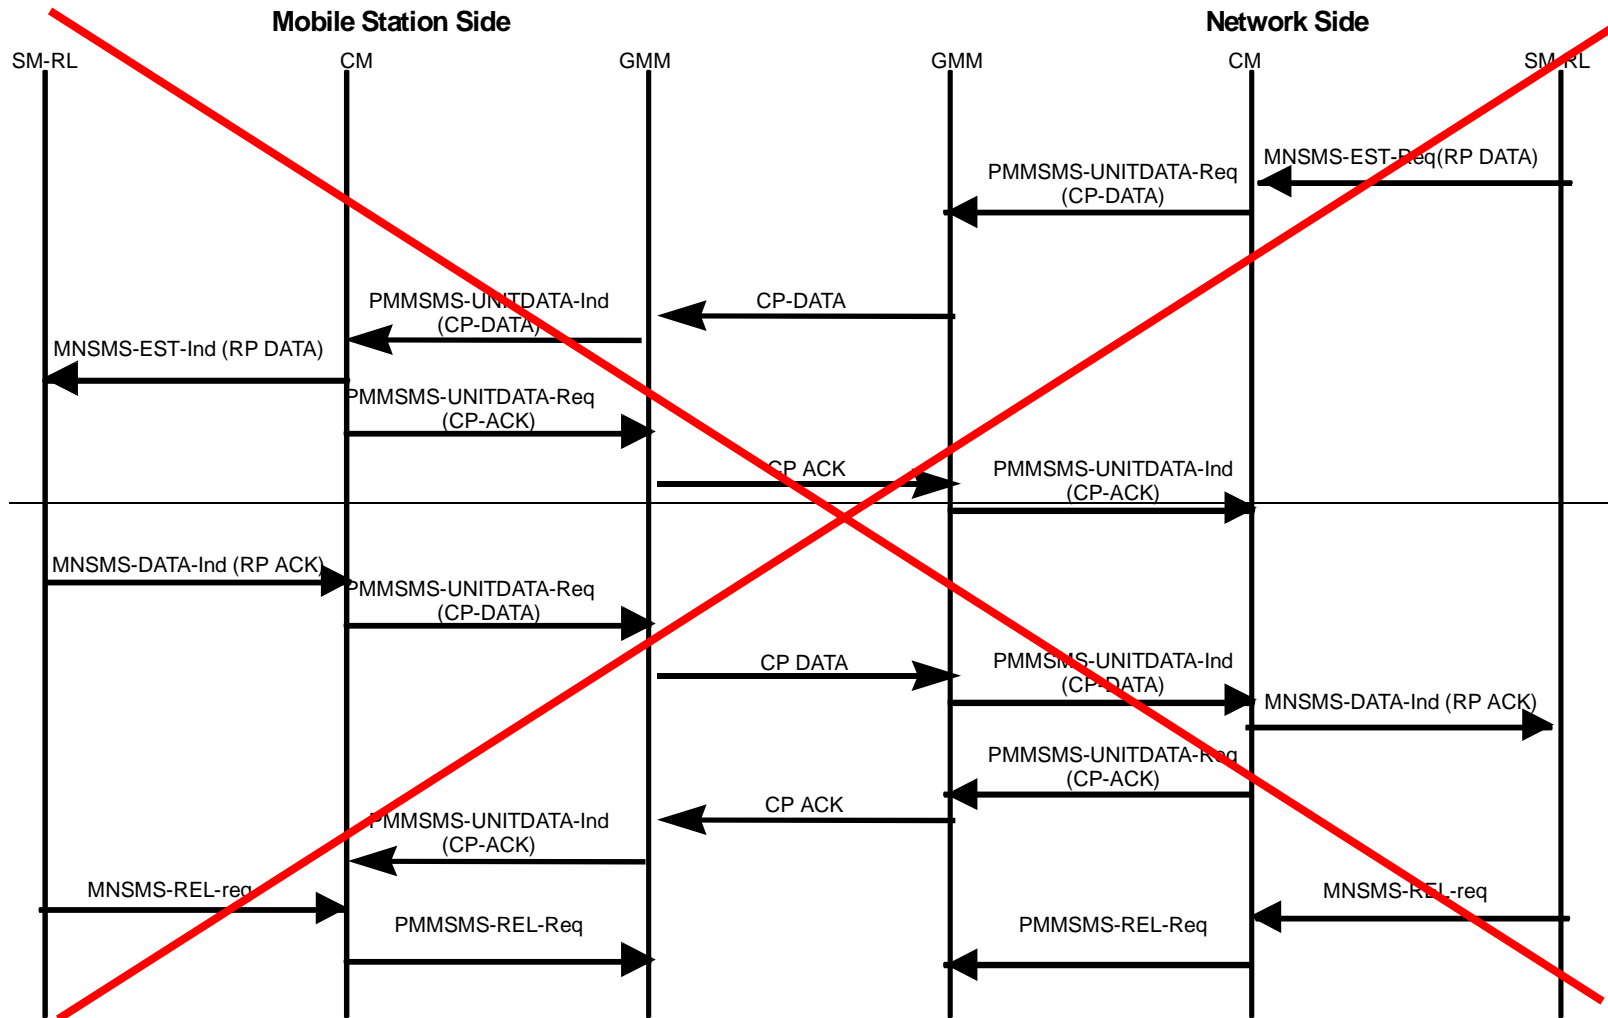 Mobile Station Side
Network Side
SM-RL
CM
GMM
GMM
CM
SM-RL
MNSMS-EST-Req(RP DATA)
PMMSMS-UNITDATA-Req
(CP-DATA)
CP-DATA
PMMSMS-UNITDATA-Ind
(CP-DATA)
MNSMS-EST-Ind (RP DATA)
PMMSMS-UNITDATA-Req
(CP-ACK)
CP ACK
PMMSMS-UNITDATA-Ind
(CP-ACK)
MNSMS-DATA-Ind (RP ACK)
PMMSMS-UNITDATA-Req
(CP-DATA)
CP DATA
PMMSMS-UNITDATA-Ind
(CP-DATA)
MNSMS-DATA-Ind (RP ACK)
PMMSMS-UNITDATA-Req
(CP-ACK)
CP ACK
PMMSMS-UNITDATA-Ind
(CP-ACK)
MNSMS-REL-req
MNSMS-REL-req
PMMSMS-REL-Req
PMMSMS-REL-Req